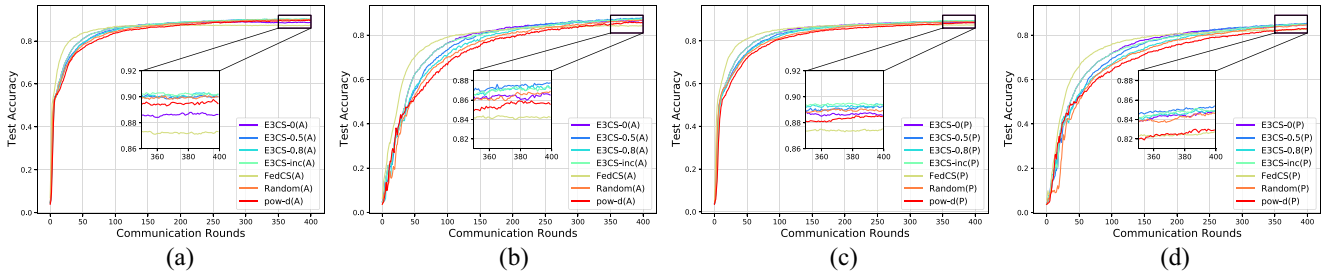 Test Accuracy
0.8
0.6
0.4
0.2
0.0
0.92
0.90
0.88
0.86
350
400
E3CS-0(A)
E3CS-0.5(A)
E3CS-0.8(A)
E3CS-inc(A)
FedCS(A)
Random(A)
pow-d(A)
0 50 100 150 200 250 300 350 400
Communication Rounds
(a)
Test Accuracy
0.8
0.6
0.4
0.2
0.0
0.88
0.86
0.84
0.82
350
400
E3CS-0(A)
E3CS-0.5(A)
E3CS-0.8(A)
E3CS-inc(A)
FedCS(A)
Random(A)
pow-d(A)
0 50 100 150 200 250 300 350 400
Communication Rounds
(b)
Test Accuracy
0.8
0.6
0.4
0.2
0.0
0.92
0.90
0.88
0.86
350
400
E3CS-0(P)
E3CS-0.5(P)
E3CS-0.8(P)
E3CS-inc(P)
FedCS(P)
Random(P)
pow-d(P)
0 50 100 150 200 250 300 350 400
Communication Rounds
(c)
Test Accuracy
0.8
0.6
0.4
0.2
0.0
0.88
0.86
0.84
0.82
350
400
E3CS-0(P)
E3CS-0.5(P)
E3CS-0.8(P)
E3CS-inc(P)
FedCS(P)
Random(P)
pow-d(P)
0 50 100 150 200 250 300 350 400
Communication Rounds
(d)